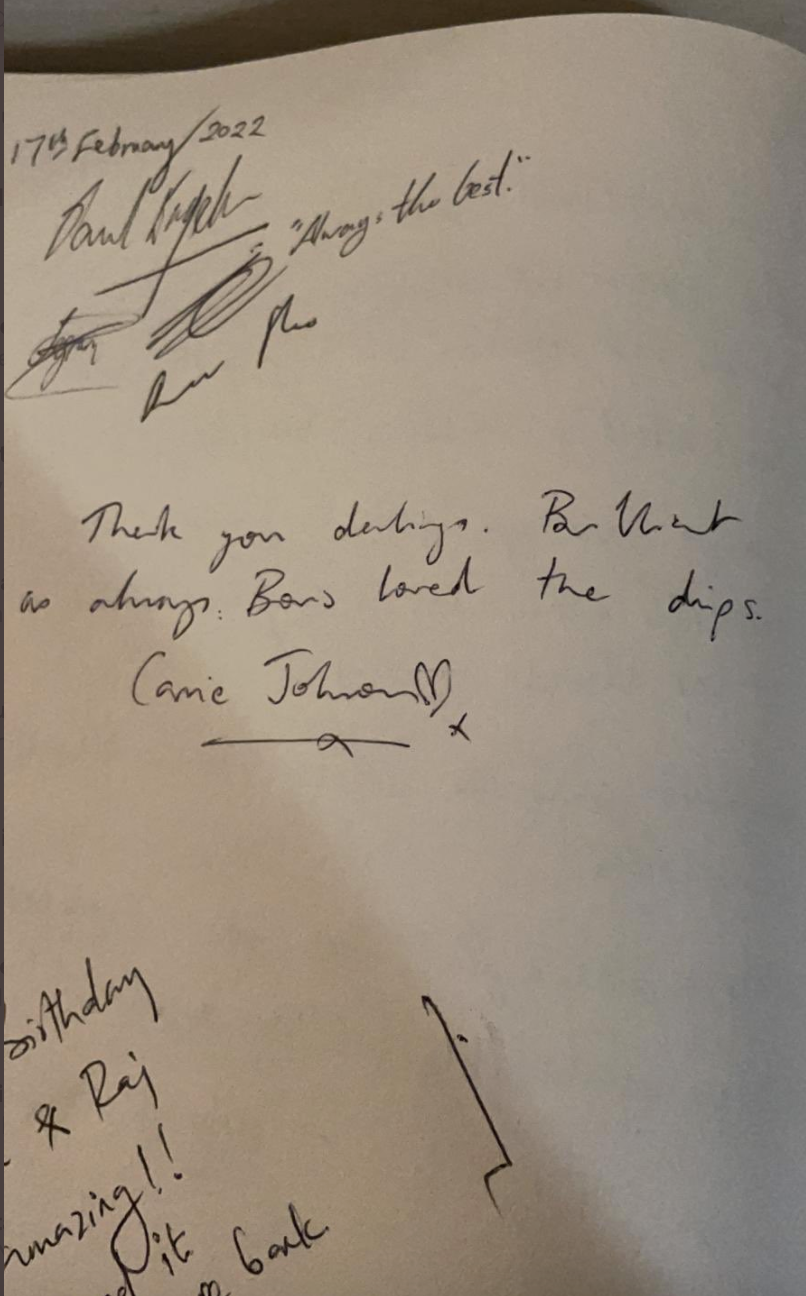 17th February/2022
"Always the best."
Thank you darlings. Brilliant
as always. Boris loved the dips.
Carrie Johnson♡
x
Birthday
& Raj
amazing!!
it
back